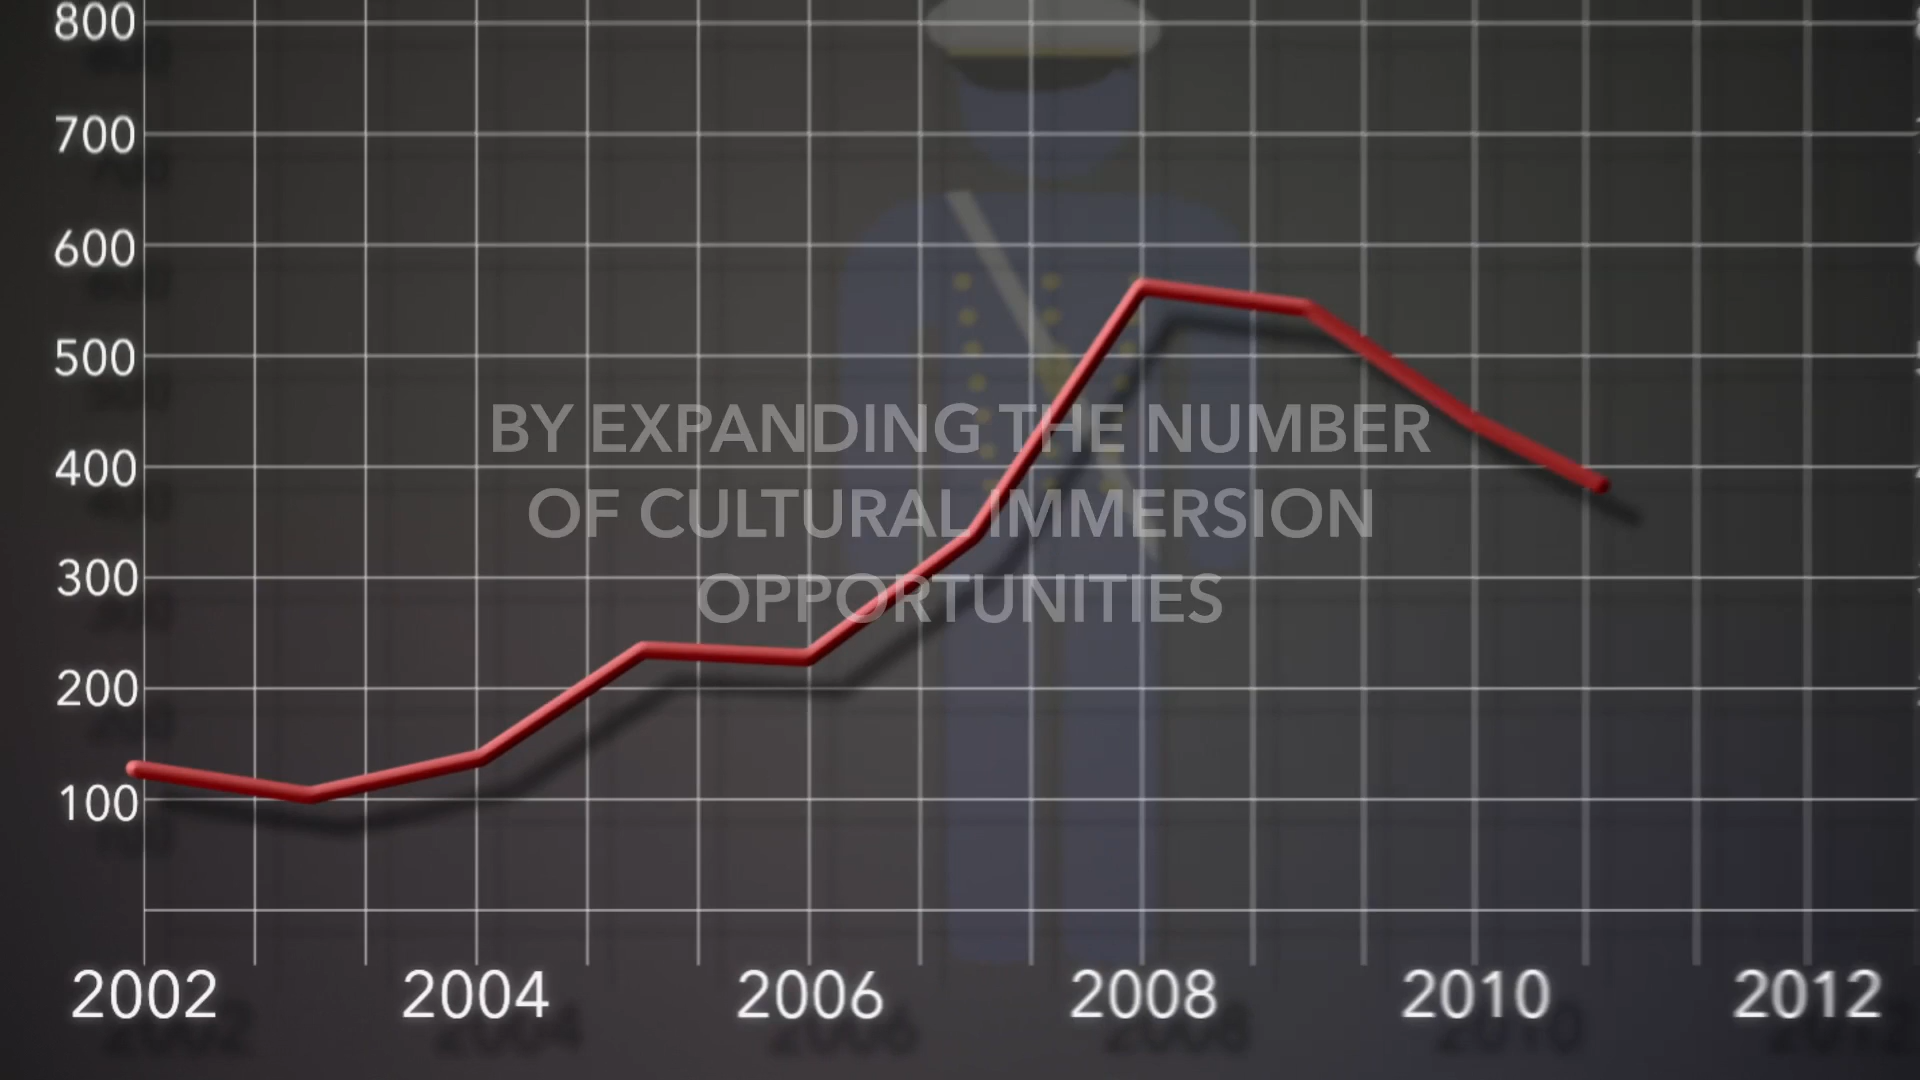 800
700
600
500
400
300
200
100
BY EXPANDING THE NUMBER
OF CULTURAL IMMERSION
OPPORTUNITIES
2002 2004 2006 2008 2010 2012